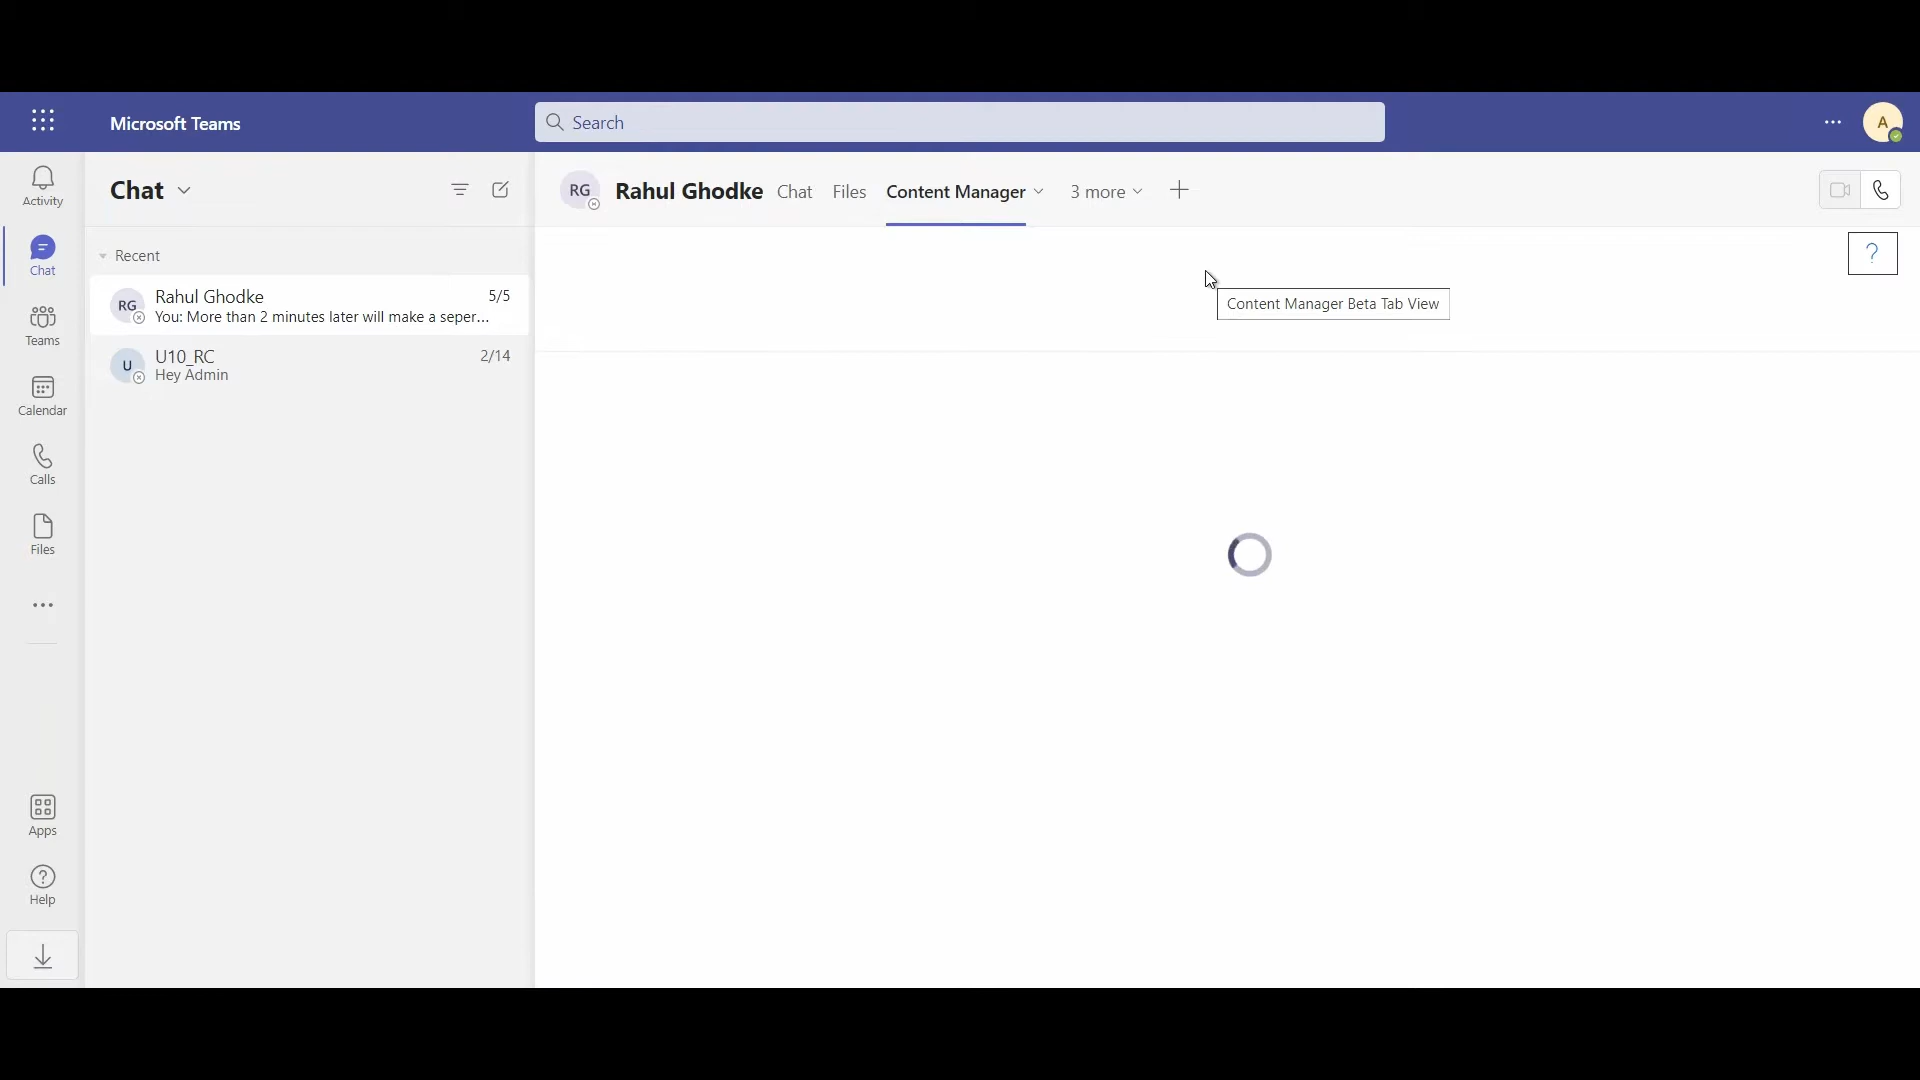 Microsoft Teams
Search
A
Activity
Chat
Teams
Calendar
Calls
Files
Apps
Help
Chat
Recent
RG
Rahul Ghodke
5/5
You: More than 2 minutes later will make a seper...
U
U10_RC
2/14
Hey Admin
RG
Rahul Ghodke
Chat
Files
Content Manager
3 more
?
Content Manager Beta Tab View